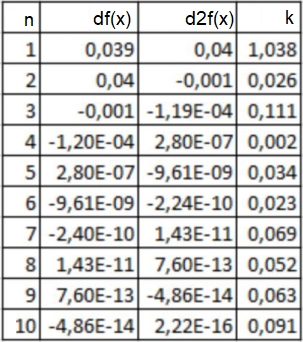 n df(x) d2f(x) k
1 0,039 0,04 1,038
2 0,04 -0,001 0,026
3 -0,001 -1,19E-04 0,111
4 -1,20E-04 2,80E-07 0,002
5 2,80E-07 -9,61E-09 0,034
6 -9,61E-09 -2,24E-10 0,023
7 -2,40E-10 1,43E-11 0,069
8 1,43E-11 7,60E-13 0,052
9 7,60E-13 -4,86E-14 0,063
10 -4,86E-14 2,22E-16 0,091